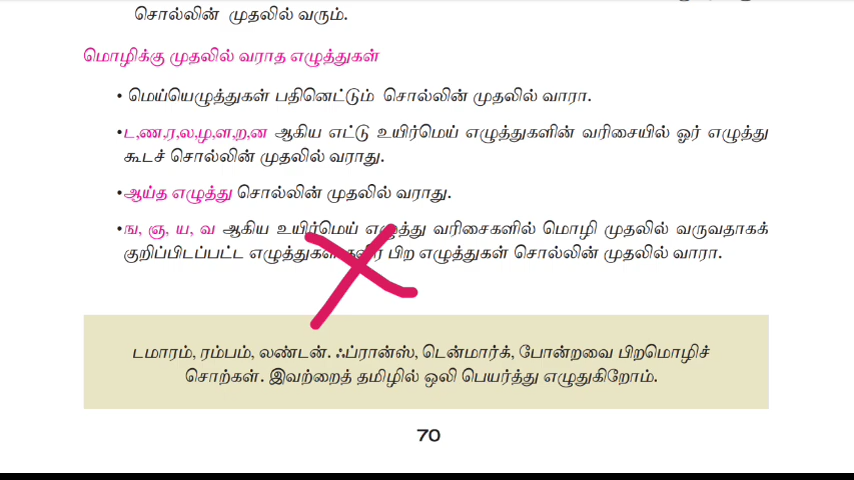 சொல்லின் முதலில் வரும்.
மொழிக்கு முதலில் வராத எழுத்துகள்
• மெய்யெழுத்துகள் பதினெட்டும் சொல்லின் முதலில் வாரா.
•ட,ண,ர,ல,ழ,ள,ற,ன ஆகிய எட்டு உயிர்மெய் எழுத்துகளின் வரிசையில் ஓர் எழுத்து
கூடச் சொல்லின் முதலில் வராது.
•ஆய்த எழுத்து சொல்லின் முதலில் வராது.
•ங, ஞ, ய, வ ஆகிய உயிர்மெய் எழுத்து வரிசைகளில் மொழி முதலில் வருவதாகக்
குறிப்பிடப்பட்ட எழுத்துகள் தவிர பிற எழுத்துகள் சொல்லின் முதலில் வாரா.
டமாரம், ரம்பம், லண்டன். ஃப்ரான்ஸ், டென்மார்க், போன்றவை பிறமொழிச்
சொற்கள். இவற்றைத் தமிழில் ஒலி பெயர்த்து எழுதுகிறோம்.
70